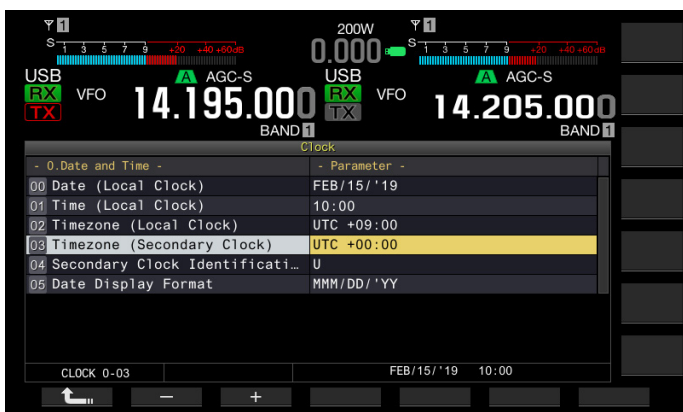 1 200W 1
S 1 3 5 7 9 +20 +40 +60dB 0.000 S 1 3 5 7 9 +20 +40 +60dB
USB A AGC-S USB A AGC-S
RX VFO 14.195.000 RX VFO 14.205.000
TX TX
BAND 1 BAND 1
Clock
- 0.Date and Time - - Parameter -
00 Date (Local Clock) FEB/15/'19
01 Time (Local Clock) 10:00
02 Timezone (Local Clock) UTC +09:00
03 Timezone (Secondary Clock) UTC +00:00
04 Secondary Clock Identificati... U
05 Date Display Format MMM/DD/'YY
CLOCK 0-03 FEB/15/'19 10:00
− +